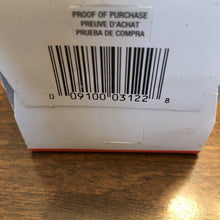 PROOF OF PURCHASE
PREUVE D'ACHAT
PRUEBA DE COMPRA
0 09100 03122 8